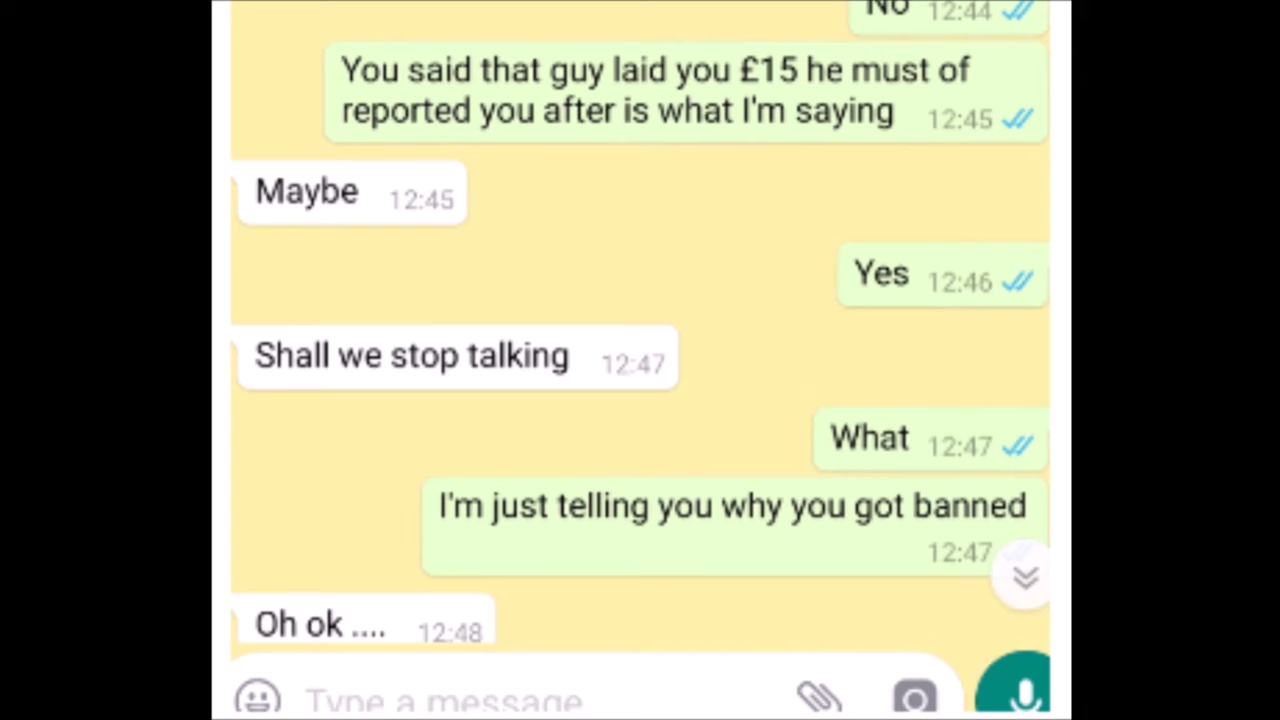 No 12:44
You said that guy laid you £15 he must of
reported you after is what I'm saying 12:45
Maybe 12:45
Yes 12:46
Shall we stop talking 12:47
What 12:47
I'm just telling you why you got banned
12:47
Oh ok .... 12:48
Type a message